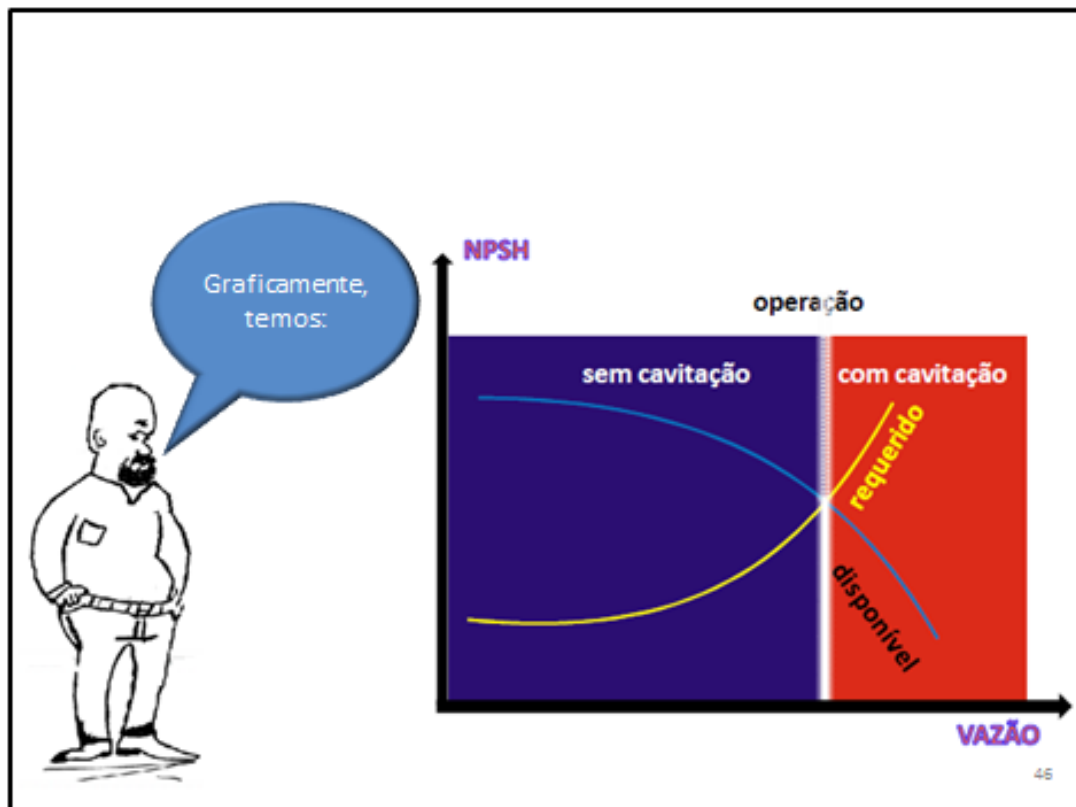 Graficamente,
temos:
NPSH
operação
sem cavitação
com cavitação
requerido
disponível
VAZÃO
46